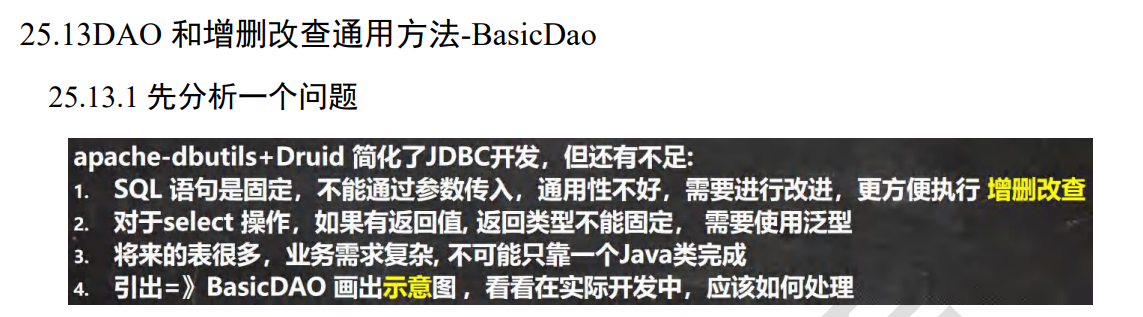 25.13DAO 和增删改查通用方法-BasicDao
25.13.1 先分析一个问题
apache-dbutils+Druid 简化了JDBC开发，但还有不足:
1. SQL 语句是固定，不能通过参数传入，通用性不好，需要进行改进，更方便执行 增删改查
2. 对于select 操作，如果有返回值, 返回类型不能固定， 需要使用泛型
3. 将来的表很多，业务需求复杂, 不可能只靠一个Java类完成
4. 引出=》BasicDAO 画出示意图 ，看看在实际开发中，应该如何处理